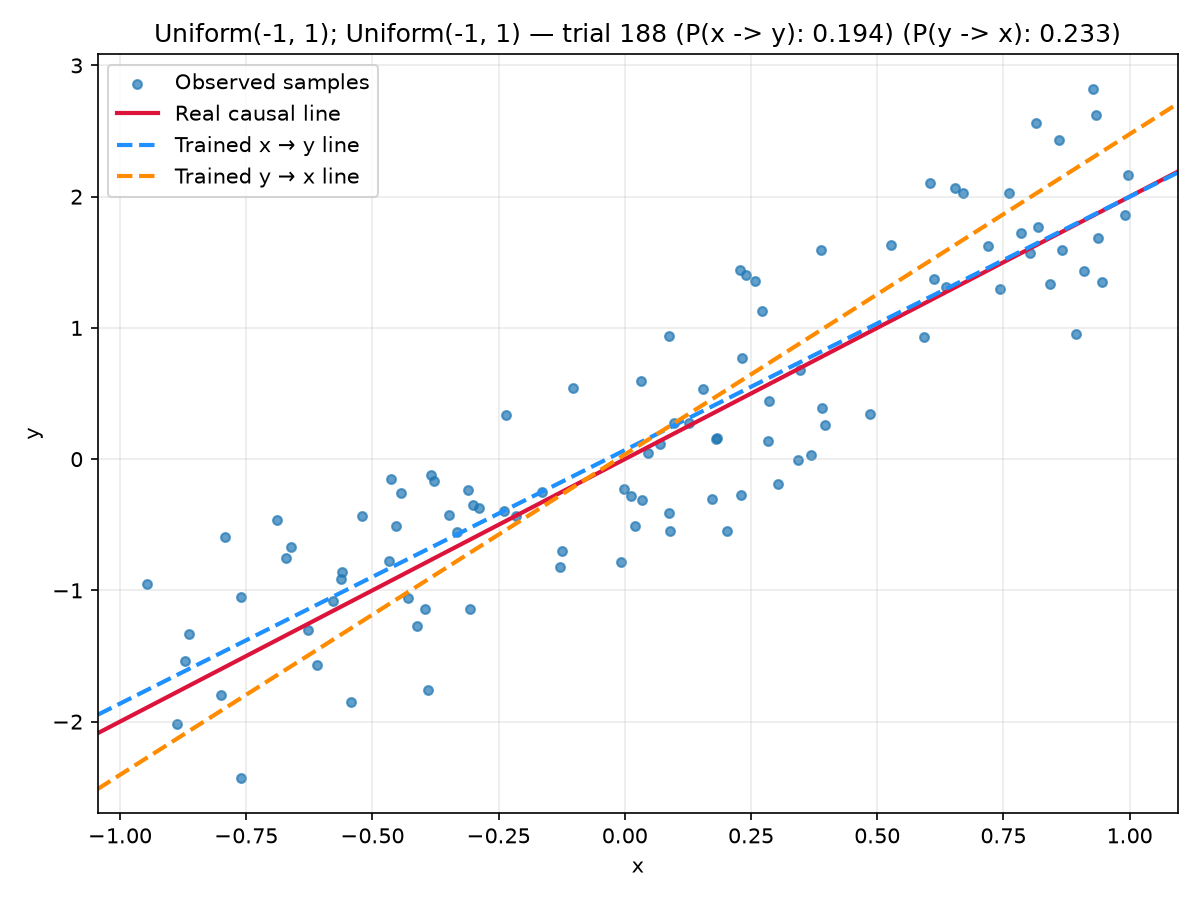 Uniform(-1, 1); Uniform(-1, 1) — trial 188 (P(x -> y): 0.194) (P(y -> x): 0.233)
Observed samples
Real causal line
Trained x → y line
Trained y → x line
3
2
1
0
−1
−2
y
−1.00 −0.75 −0.50 −0.25 0.00 0.25 0.50 0.75 1.00
x